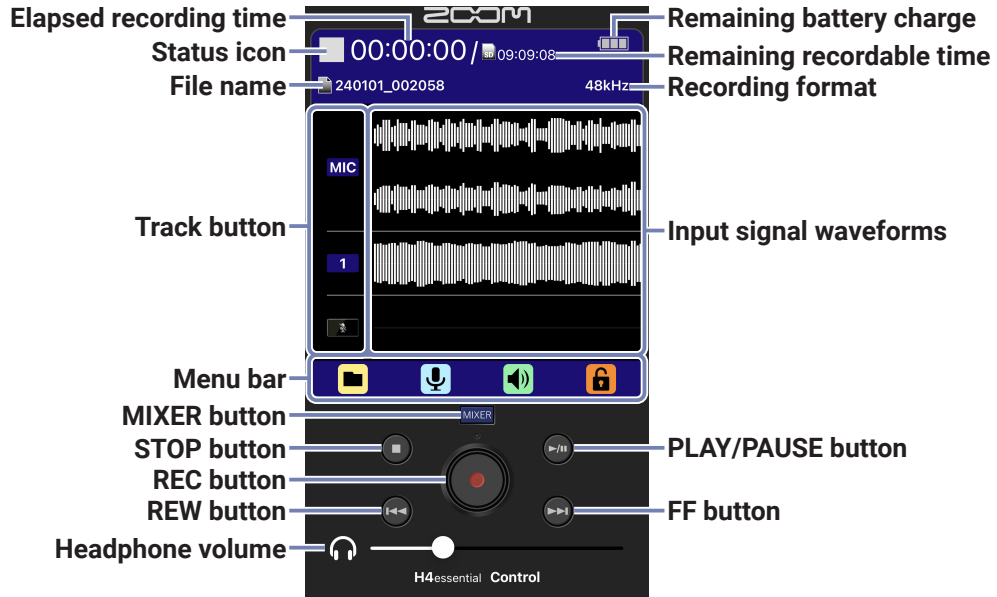 Elapsed recording time
ZOOM
Remaining battery charge
Status icon
00:00:00/
SD
09:09:08
Remaining recordable time
File name
240101_002058
48kHz
Recording format
MIC
Track button
Input signal waveforms
1
Menu bar
MIXER button
MIXER
STOP button
PLAY/PAUSE button
REC button
REW button
FF button
Headphone volume
H4essential Control